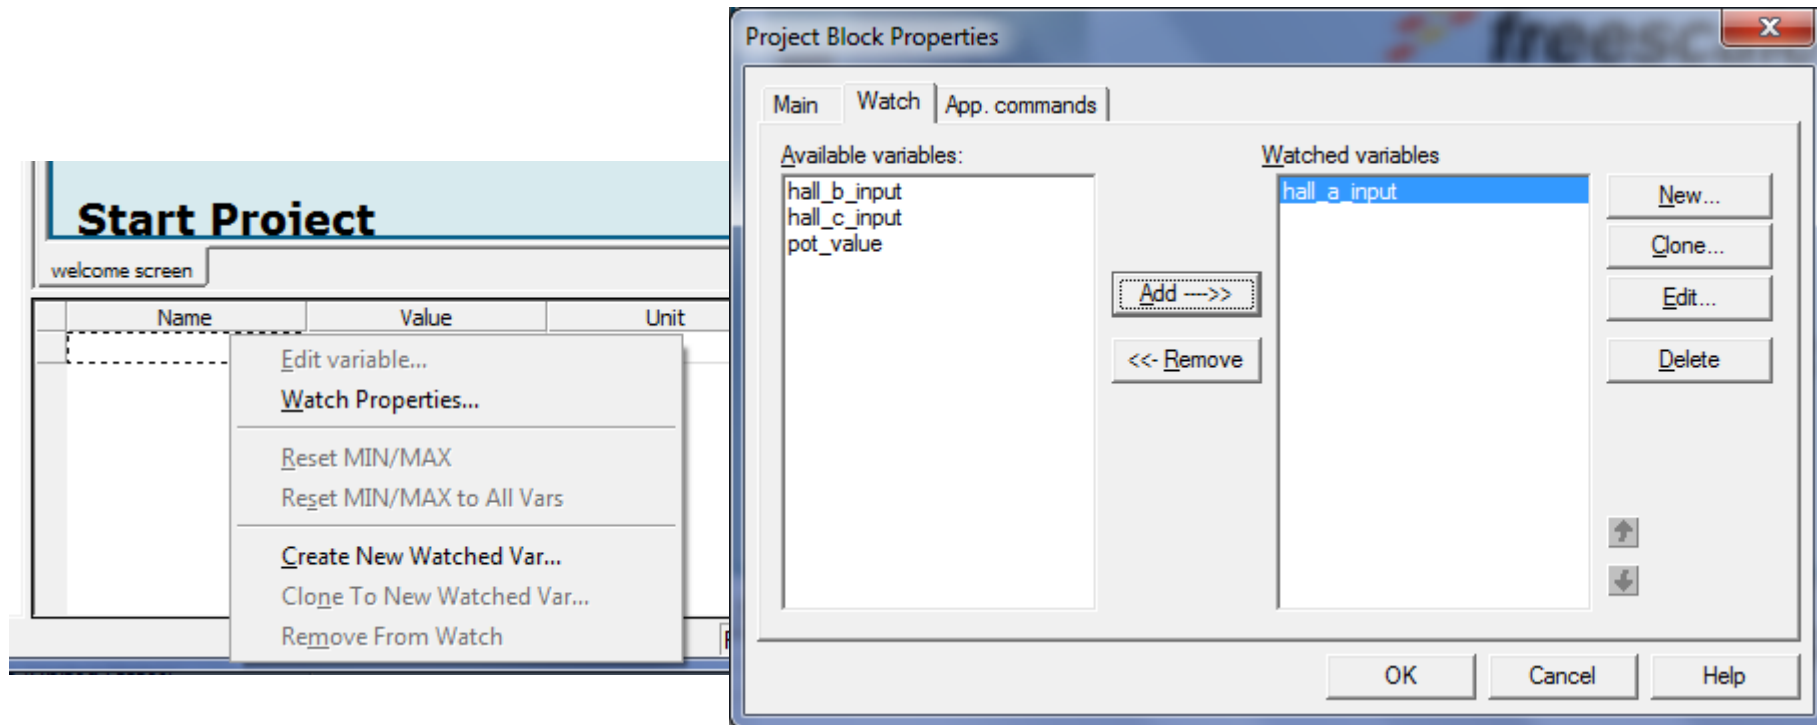 Start Project
welcome screen
Name Value Unit
Edit variable...
Watch Properties...
Reset MIN/MAX
Reset MIN/MAX to All Vars
Create New Watched Var...
Clone To New Watched Var...
Remove From Watch
Project Block Properties
Main Watch App. commands
Available variables:
hall_b_input
hall_c_input
pot_value
Add ---->>
<<- Remove
Watched variables
hall_a_input
New...
Clone...
Edit...
Delete
OK Cancel Help